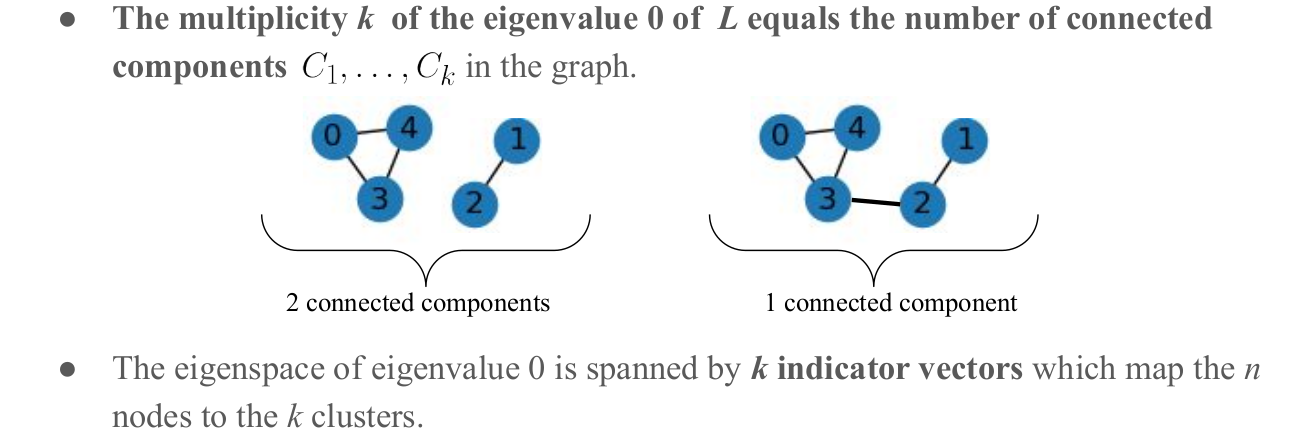 ● The multiplicity k of the eigenvalue 0 of L equals the number of connected
components C₁, . . . , Cₖ in the graph.
0 4 1 3 2
0 4 1 3 2
2 connected components 1 connected component
● The eigenspace of eigenvalue 0 is spanned by k indicator vectors which map the n
nodes to the k clusters.